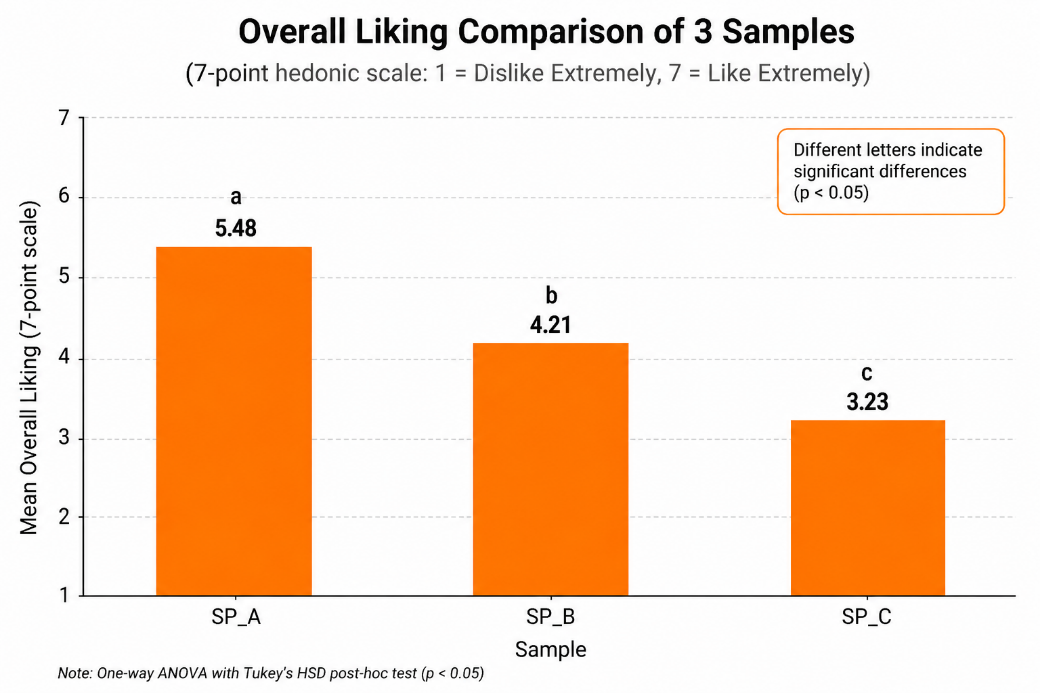 Overall Liking Comparison of 3 Samples
(7-point hedonic scale: 1 = Dislike Extremely, 7 = Like Extremely)
Mean Overall Liking (7-point scale)
7
6
5
4
3
2
1
Different letters indicate
significant differences
(p < 0.05)
a
5.48
b
4.21
c
3.23
SP_A
SP_B
SP_C
Sample
Note: One-way ANOVA with Tukey's HSD post-hoc test (p < 0.05)